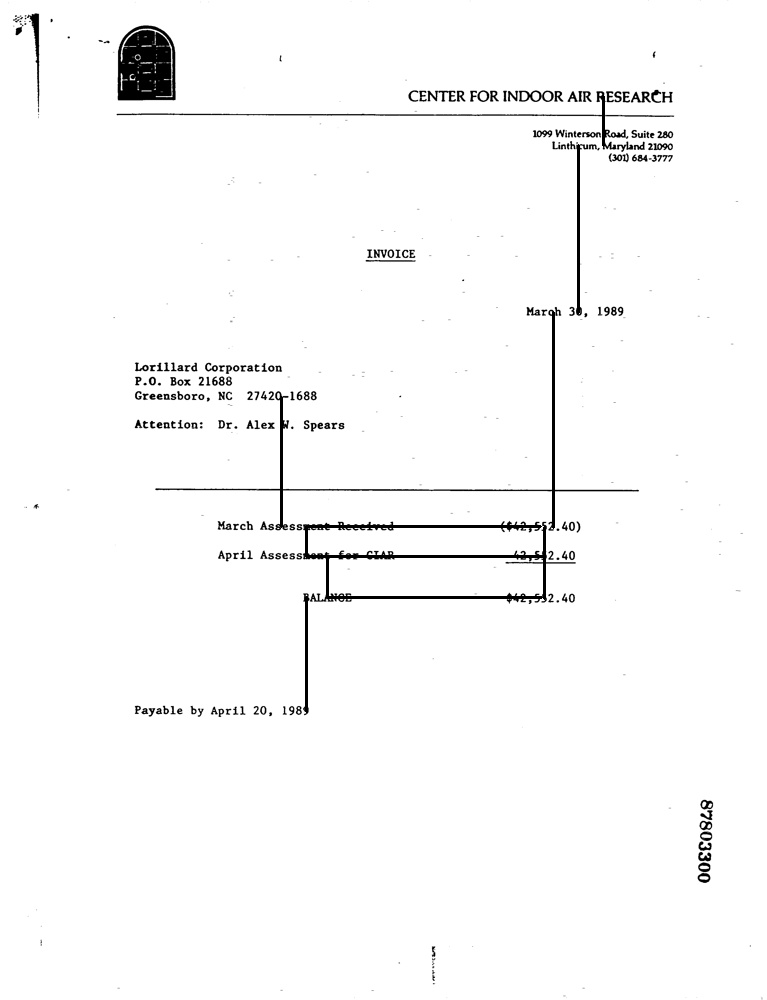 CENTER FOR INDOOR AIR RESEARCH
1099 Winterson Road, Suite 280
Linthicum, Maryland 21090
(301) 684-3777
INVOICE
March 30, 1989
Lorillard Corporation
P.O. Box 21688
Greensboro, NC 27420-1688
Attention: Dr. Alex W. Spears
March Assessment Received ($42,552.40)
April Assessment for CIAR 42,552.40
BALANCE $42,552.40
Payable by April 20, 1989
87803300